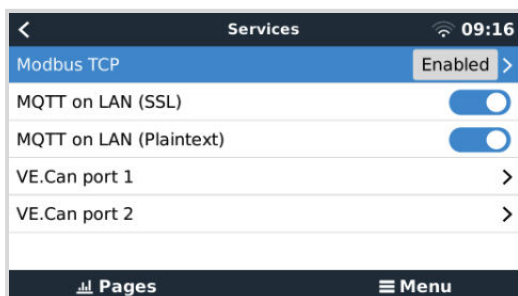 Services 09:16
Modbus TCP Enabled
MQTT on LAN (SSL)
MQTT on LAN (Plaintext)
VE.Can port 1
VE.Can port 2
Pages Menu